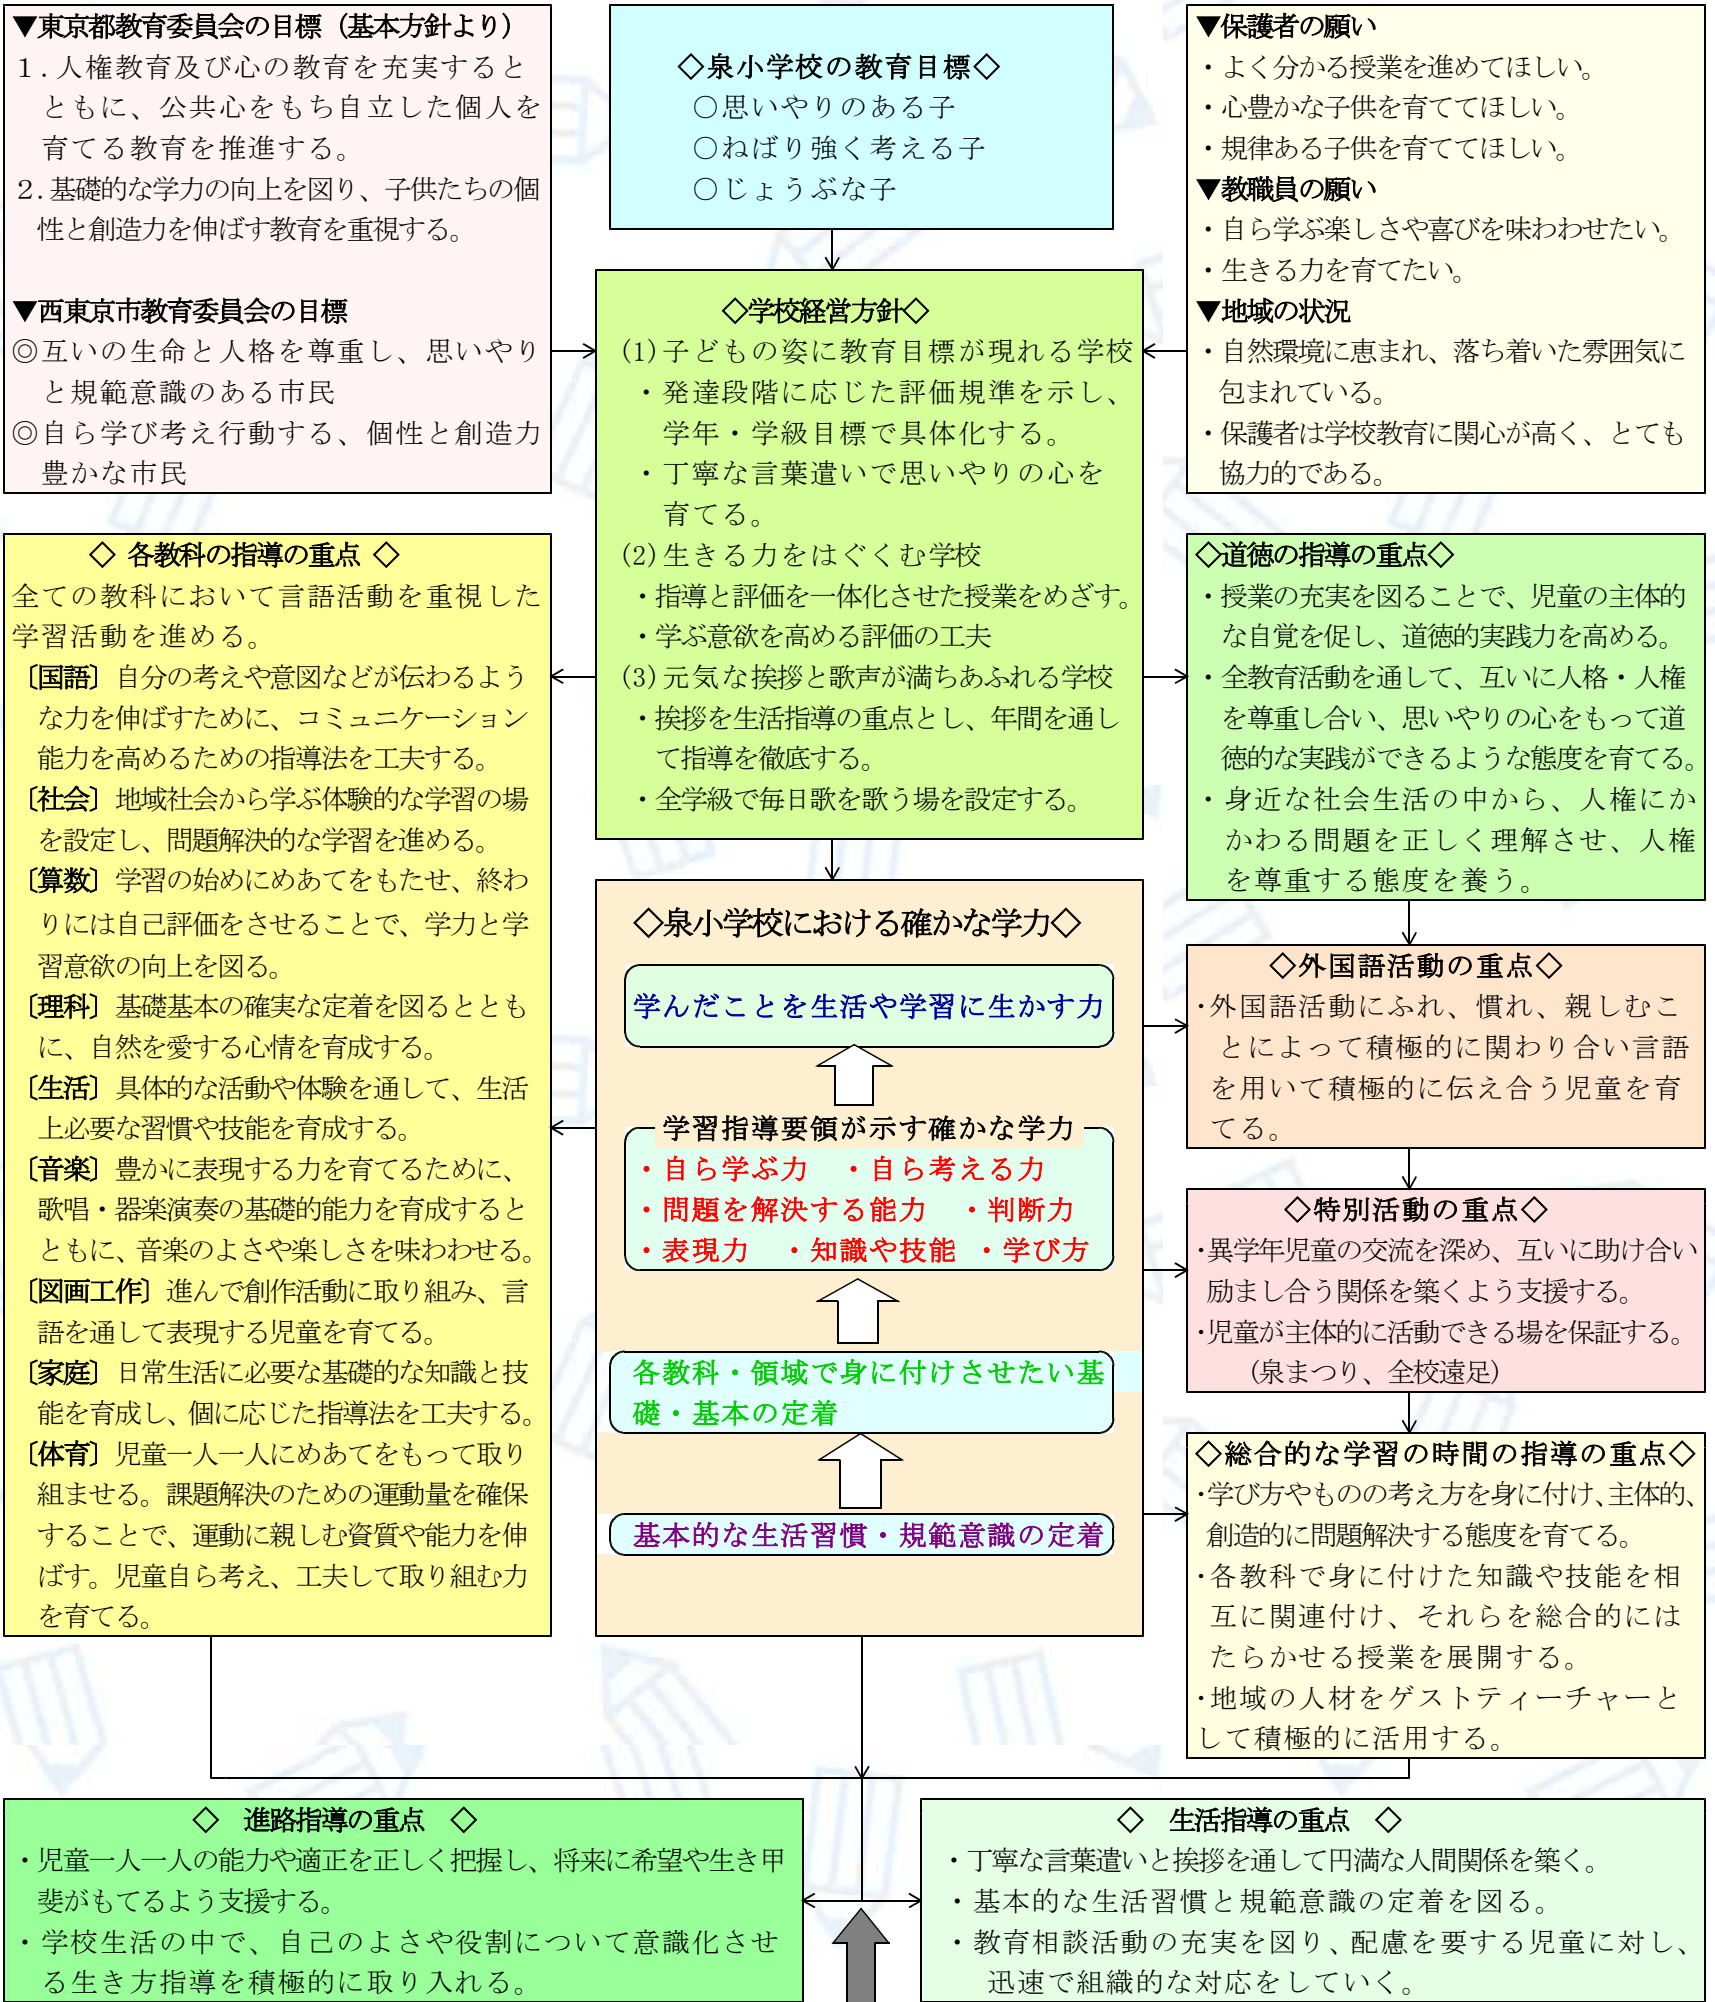 ▼東京都教育委員会の目標（基本方針より）
１.人権教育及び心の教育を充実すると
ともに、公共心をもち自立した個人を
育てる教育を推進する。
２.基礎的な学力の向上を図り、子供たちの個
性と創造力を伸ばす教育を重視する。
▼西東京市教育委員会の目標
◎互いの生命と人格を尊重し、思いやり
と規範意識のある市民
◎自ら学び考え行動する、個性と創造力
豊かな市民
◇泉小学校の教育目標◇
○思いやりのある子
○ねばり強く考える子
○じょうぶな子
▼保護者の願い
・よく分かる授業を進めてほしい。
・心豊かな子供を育ててほしい。
・規律ある子供を育ててほしい。
▼教職員の願い
・自ら学ぶ楽しさや喜びを味わわせたい。
・生きる力を育てたい。
▼地域の状況
・自然環境に恵まれ、落ち着いた雰囲気に
包まれている。
・保護者は学校教育に関心が高く、とても
協力的である。
◇学校経営方針◇
(1)子どもの姿に教育目標が現れる学校
・発達段階に応じた評価規準を示し、
学年・学級目標で具体化する。
・丁寧な言葉遣いで思いやりの心を
育てる。
(2)生きる力をはぐくむ学校
・指導と評価を一体化させた授業をめざす。
・学ぶ意欲を高める評価の工夫
(3)元気な挨拶と歌声が満ちあふれる学校
・挨拶を生活指導の重点とし、年間を通し
て指導を徹底する。
・全学級で毎日歌を歌う場を設定する。
◇ 各教科の指導の重点 ◇
全ての教科において言語活動を重視した
学習活動を進める。
〔国語〕自分の考えや意図などが伝わるよう
な力を伸ばすために、コミュニケーション
能力を高めるための指導法を工夫する。
〔社会〕地域社会から学ぶ体験的な学習の場
を設定し、問題解決的な学習を進める。
〔算数〕学習の始めにめあてをもたせ、終わ
りには自己評価をさせることで、学力と学
習意欲の向上を図る。
〔理科〕基礎基本の確実な定着を図るととも
に、自然を愛する心情を育成する。
〔生活〕具体的な活動や体験を通して、生活
上必要な習慣や技能を育成する。
〔音楽〕豊かに表現する力を育てるために、
歌唱・器楽演奏の基礎的能力を育成すると
ともに、音楽のよさや楽しさを味わわせる。
〔図画工作〕進んで創作活動に取り組み、言
語を通して表現する児童を育てる。
〔家庭〕日常生活に必要な基礎的な知識と技
能を育成し、個に応じた指導法を工夫する。
〔体育〕児童一人一人にめあてをもって取り
組ませる。課題解決のための運動量を確保
することで、運動に親しむ資質や能力を伸
ばす。児童自ら考え、工夫して取り組む力
を育てる。
◇泉小学校における確かな学力◇
学んだことを生活や学習に生かす力
学習指導要領が示す確かな学力
・自ら学ぶ力　・自ら考える力
・問題を解決する能力　・判断力
・表現力　・知識や技能　・学び方
各教科・領域で身に付けさせたい基
礎・基本の定着
基本的な生活習慣・規範意識の定着
◇道徳の指導の重点◇
・授業の充実を図ることで、児童の主体的
な自覚を促し、道徳的実践力を高める。
・全教育活動を通して、互いに人格・人権
を尊重し合い、思いやりの心をもって道
徳的な実践ができるような態度を育てる。
・身近な社会生活の中から、人権にか
かわる問題を正しく理解させ、人権
を尊重する態度を養う。
◇外国語活動の重点◇
・外国語活動にふれ、慣れ、親しむこ
とによって積極的に関わり合い言語
を用いて積極的に伝え合う児童を育
てる。
◇特別活動の重点◇
・異学年児童の交流を深め、互いに助け合い
励まし合う関係を築くよう支援する。
・児童が主体的に活動できる場を保証する。
（泉まつり、全校遠足）
◇総合的な学習の時間の指導の重点◇
・学び方やものの考え方を身に付け、主体的、
創造的に問題解決する態度を育てる。
・各教科で身に付けた知識や技能を相
互に関連付け、それらを総合的には
たらかせる授業を展開する。
・地域の人材をゲストティーチャーと
して積極的に活用する。
◇　進路指導の重点　◇
・児童一人一人の能力や適正を正しく把握し、将来に希望や生き甲
斐がもてるよう支援する。
・学校生活の中で、自己のよさや役割について意識化させ
る生き方指導を積極的に取り入れる。
◇　生活指導の重点　◇
・丁寧な言葉遣いと挨拶を通して円満な人間関係を築く。
・基本的な生活習慣と規範意識の定着を図る。
・教育相談活動の充実を図り、配慮を要する児童に対し、
迅速で組織的な対応をしていく。